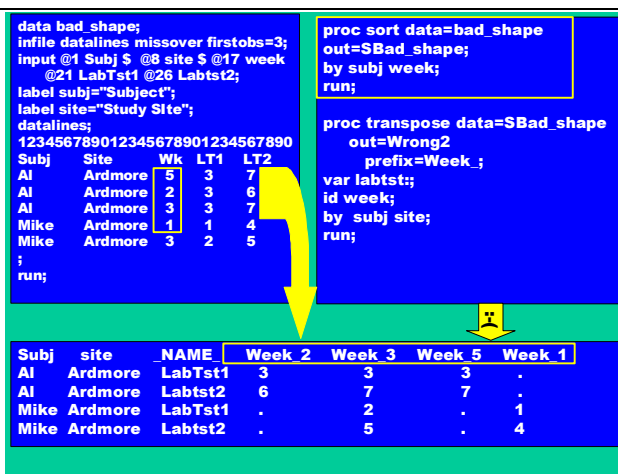 data bad_shape;
infile datalines missover firstobs=3;
input @1 Subj $ @8 site $ @17 week
@21 LabTst1 @26 Labtst2;
label subj="Subject";
label site="Study SIte";
datalines;
123456789012345678901234567890
Subj Site Wk LT1 LT2
Al Ardmore 5 3 7
Al Ardmore 2 3 6
Al Ardmore 3 3 7
Mike Ardmore 1 1 4
Mike Ardmore 3 2 5
;
run;
proc sort data=bad_shape
out=SBad_shape;
by subj week;
run;
proc transpose data=SBad_shape
out=Wrong2
prefix=Week_;
var labtst:;
id week;
by subj site;
run;
Subj site _NAME_ Week_2 Week_3 Week_5 Week_1
Al Ardmore LabTst1 3 3 3 .
Al Ardmore Labtst2 6 7 7 .
Mike Ardmore LabTst1 . 2 . 1
Mike Ardmore Labtst2 . 5 . 4